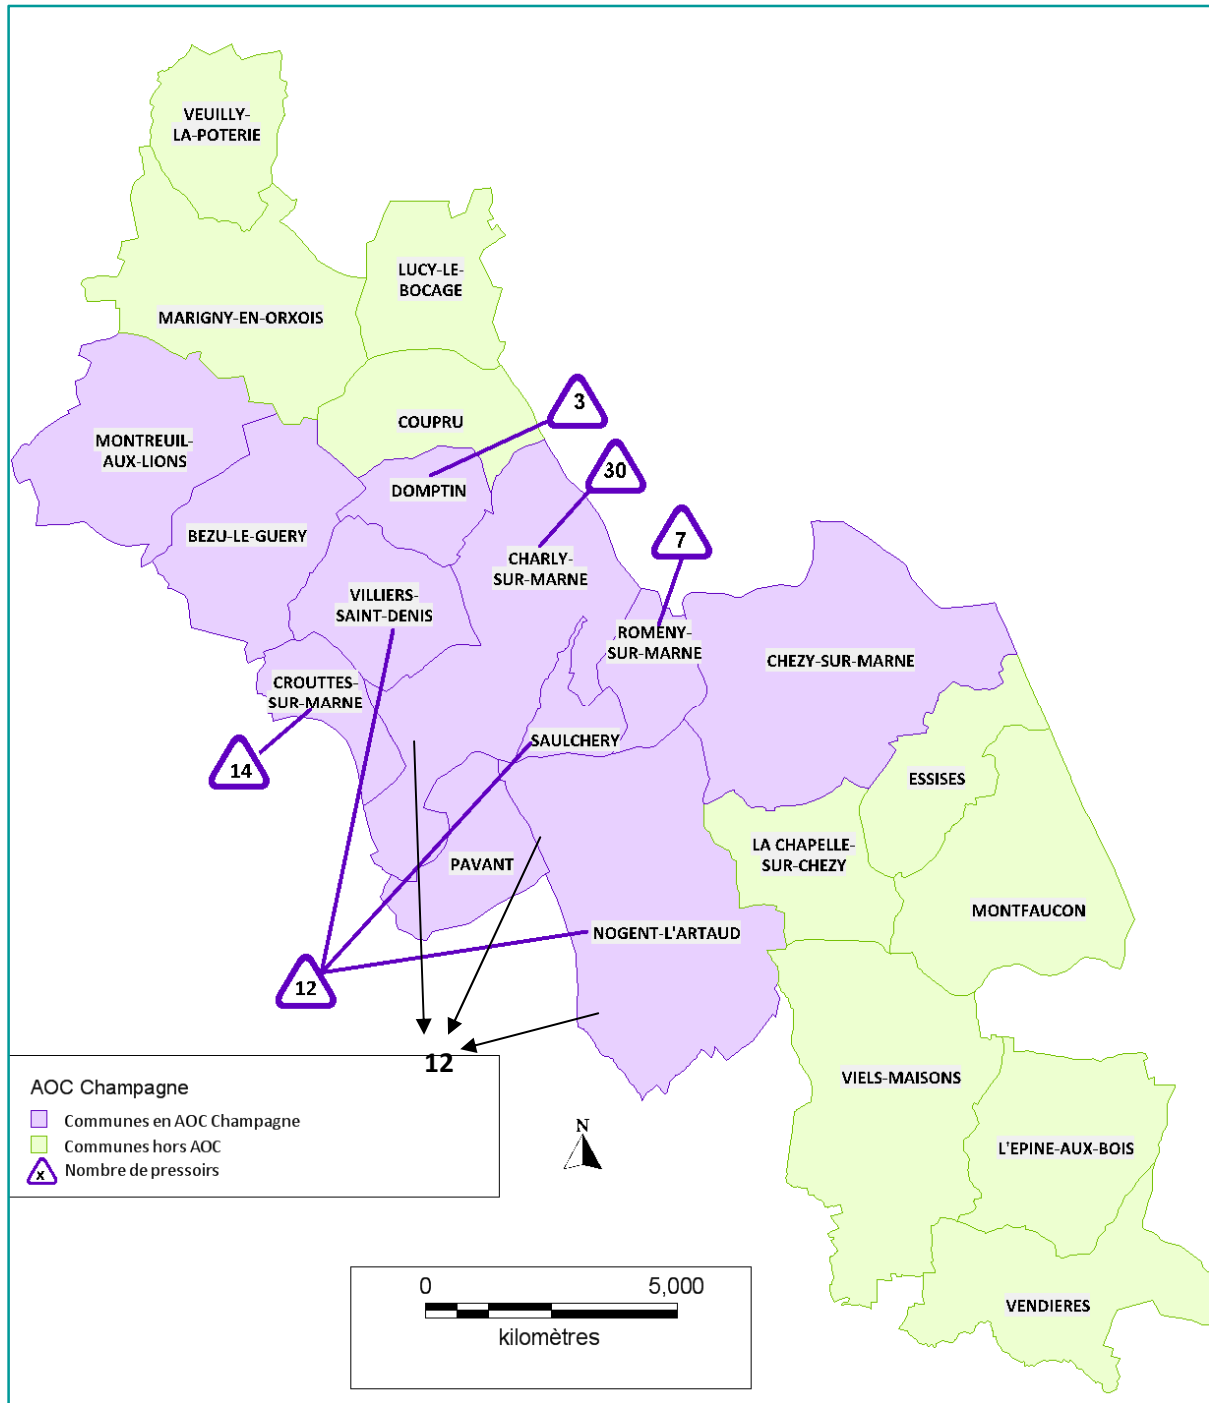 VEUILLY-
LA-POTERIE
LUCY-LE-
BOCAGE
MARIGNY-EN-ORXOIS
3
COUPRU
MONTREUIL-
AUX-LIONS
30
DOMPTIN
BEZU-LE-GUERY
7
CHARLY-
SUR-MARNE
VILLIERS-
SAINT-DENIS
ROMENY-
SUR-MARNE
CHEZY-SUR-MARNE
CROUTTES-
SUR-MARNE
SAULCHERY
14
ESSISES
LA CHAPELLE-
SUR-CHEZY
PAVANT
MONTFAUCON
NOGENT-L'ARTAUD
12
12
VIELS-MAISONS
L'EPINE-AUX-BOIS
VENDIERES
AOC Champagne
Communes en AOC Champagne
Communes hors AOC
x Nombre de pressoirs
N
0 5,000
kilomètres